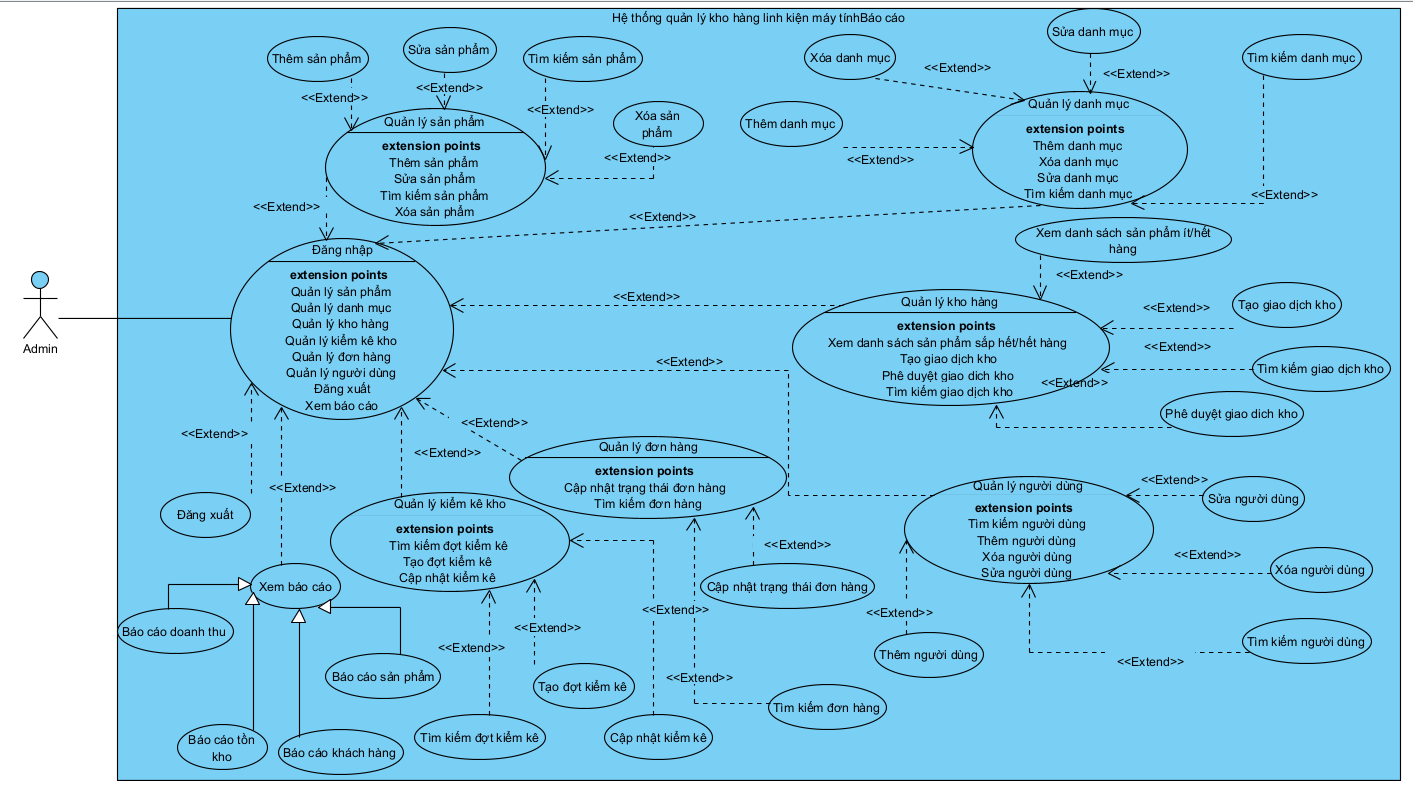 Hệ thống quản lý kho hàng linh kiện máy tínhBáo cáo
Thêm sản phẩm
<<Extend>>
Sửa sản phẩm
<<Extend>>
Tìm kiếm sản phẩm
<<Extend>>
Xóa sản
phẩm
<<Extend>>
Quản lý sản phẩm
extension points
Thêm sản phẩm
Sửa sản phẩm
Tìm kiếm sản phẩm
Xóa sản phẩm
<<Extend>>
Xóa danh mục
<<Extend>>
Sửa danh mục
<<Extend>>
Tìm kiếm danh mục
<<Extend>>
Thêm danh mục
<<Extend>>
Quản lý danh mục
extension points
Thêm danh mục
Xóa danh mục
Sửa danh mục
Tìm kiếm danh mục
<<Extend>>
Admin
Đăng nhập
extension points
Quản lý sản phẩm
Quản lý danh mục
Quản lý kho hàng
Quản lý kiểm kê kho
Quản lý đơn hàng
Quản lý người dùng
Đăng xuất
Xem báo cáo
Xem danh sách sản phẩm ít/hết
hàng
<<Extend>>
<<Extend>>
Quản lý kho hàng
extension points
Xem danh sách sản phẩm sắp hết/hết hàng
Tạo giao dịch kho
Phê duyệt giao dich kho
Tìm kiếm giao dịch kho
<<Extend>>
Tạo giao dịch kho
<<Extend>>
Tìm kiếm giao dịch kho
<<Extend>>
Phê duyệt giao dich kho
<<Extend>>
<<Extend>>
Quản lý đơn hàng
extension points
Cập nhật trạng thái đơn hàng
Tìm kiếm đơn hàng
<<Extend>>
<<Extend>>
<<Extend>>
Đăng xuất
Quản lý kiểm kê kho
extension points
Tìm kiếm đợt kiểm kê
Tạo đợt kiểm kê
Cập nhật kiểm kê
Quản lý người dùng
extension points
Tìm kiếm người dùng
Thêm người dùng
Xóa người dùng
Sửa người dùng
<<Extend>>
Sửa người dùng
<<Extend>>
Xóa người dùng
<<Extend>>
Cập nhật trạng thái đơn hàng
Xem báo cáo
Báo cáo doanh thu
Báo cáo sản phẩm
Báo cáo tồn
kho
Báo cáo khách hàng
<<Extend>>
Tìm kiếm đợt kiểm kê
<<Extend>>
Tạo đợt kiểm kê
<<Extend>>
Cập nhật kiểm kê
<<Extend>>
Tìm kiếm đơn hàng
<<Extend>>
Thêm người dùng
<<Extend>>
Tìm kiếm người dùng